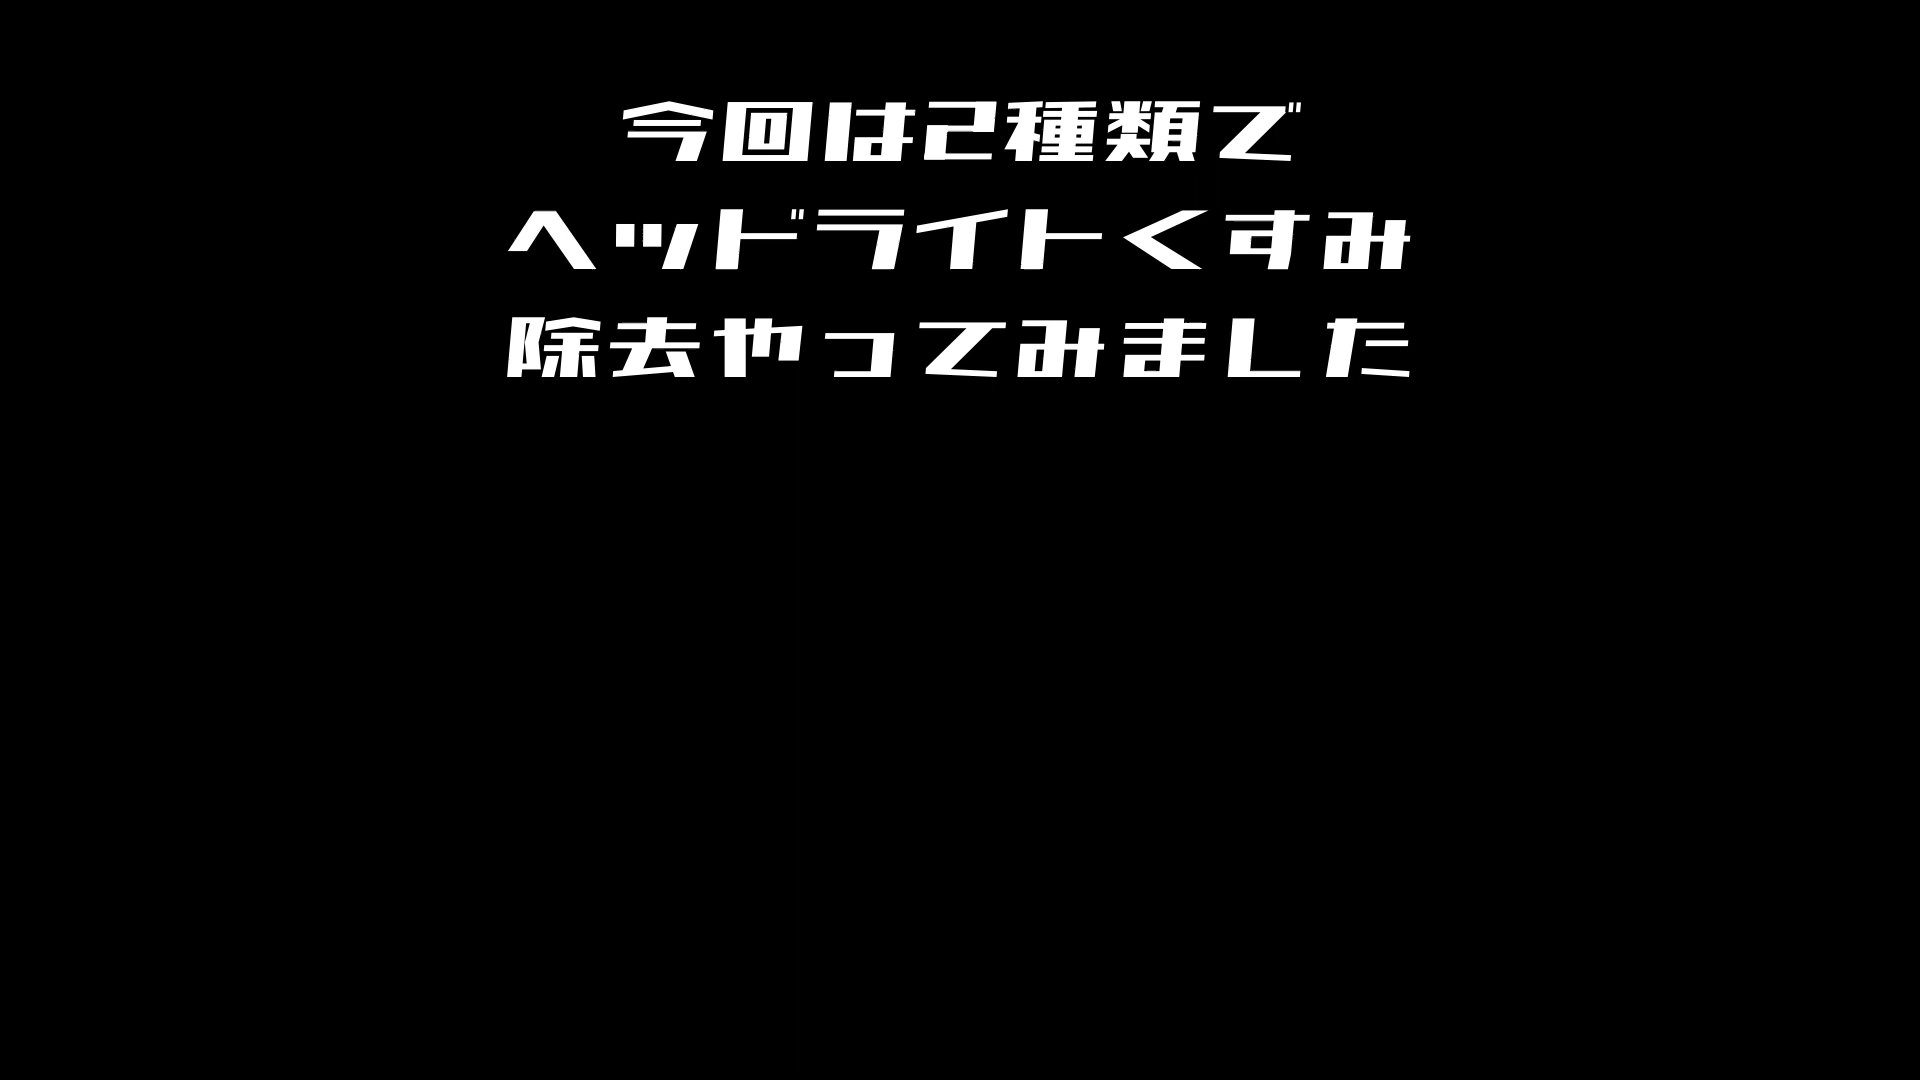 今回は2種類で
ヘッドライトくすみ
除去やってみました